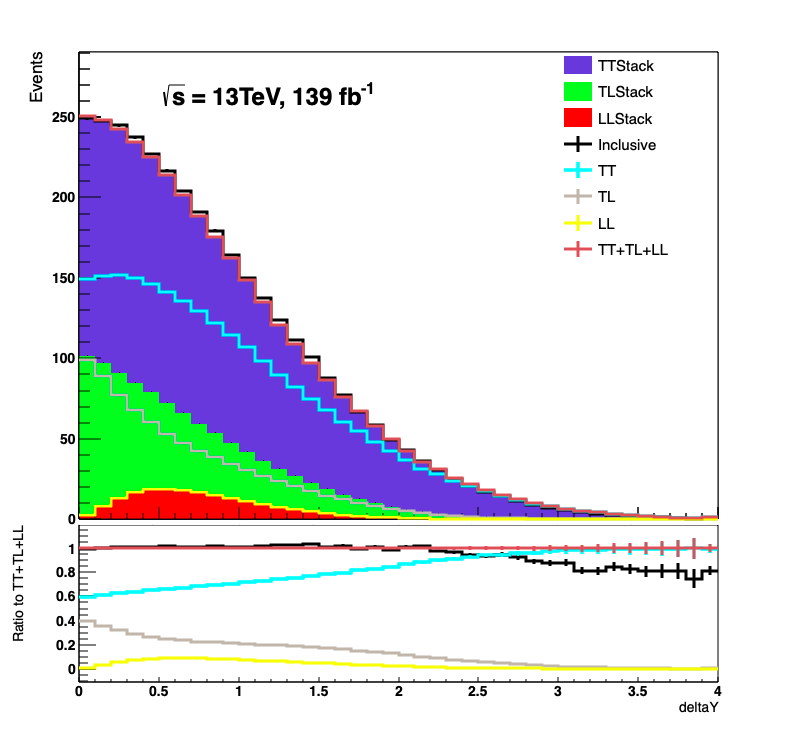 Events
√s = 13TeV, 139 fb-1
TTStack
TLStack
LLStack
Inclusive
TT
TL
LL
TT+TL+LL
250
200
150
100
50
0
Ratio to TT+TL+LL
1
0.8
0.6
0.4
0.2
0
0 0.5 1 1.5 2 2.5 3 3.5 4
deltaY